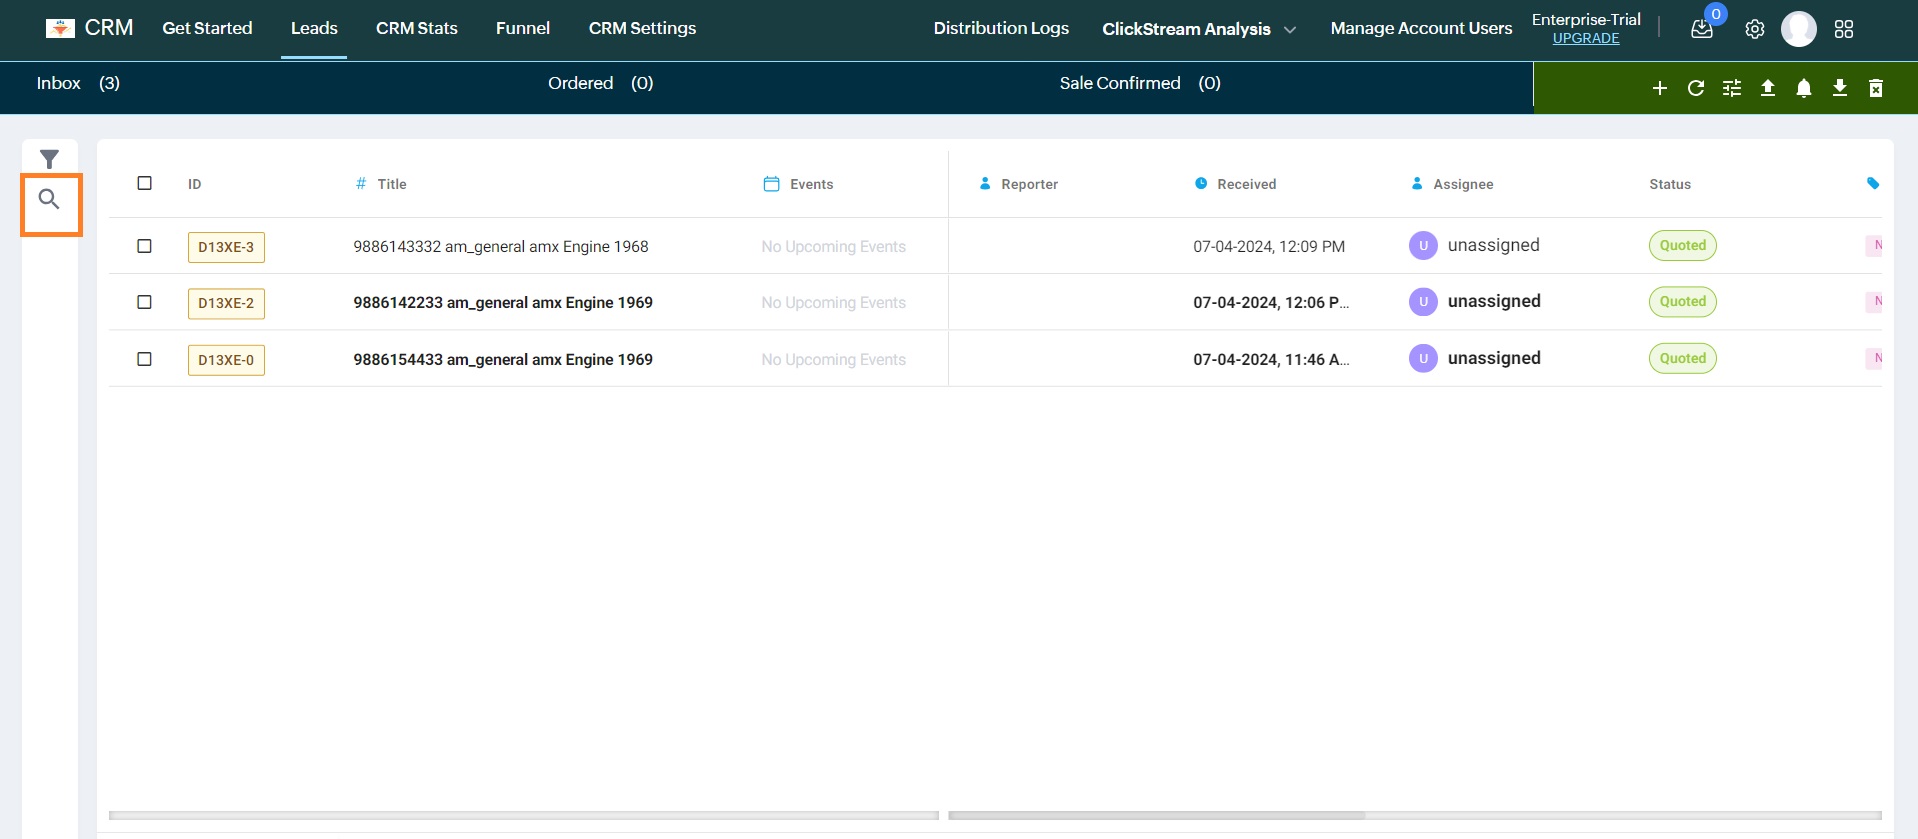 CRM Get Started Leads CRM Stats Funnel CRM Settings Distribution Logs ClickStream Analysis Manage Account Users Enterprise-Trial 0
UPGRADE
Inbox (3) Ordered (0) Sale Confirmed (0)
ID # Title Events Reporter Received Assignee Status
D13XE-3 9886143332 am_general amx Engine 1968 No Upcoming Events 07-04-2024, 12:09 PM U unassigned Quoted N
D13XE-2 9886142233 am_general amx Engine 1969 No Upcoming Events 07-04-2024, 12:06 P... U unassigned Quoted N
D13XE-0 9886154433 am_general amx Engine 1969 No Upcoming Events 07-04-2024, 11:46 A... U unassigned Quoted N